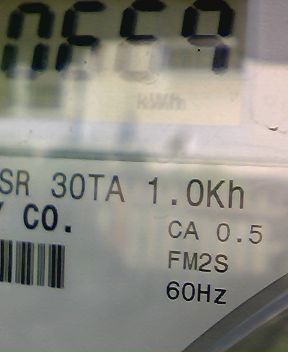 kWh
SR 30TA 1.0Kh
Y CO.
CA 0.5
FM2S
60Hz